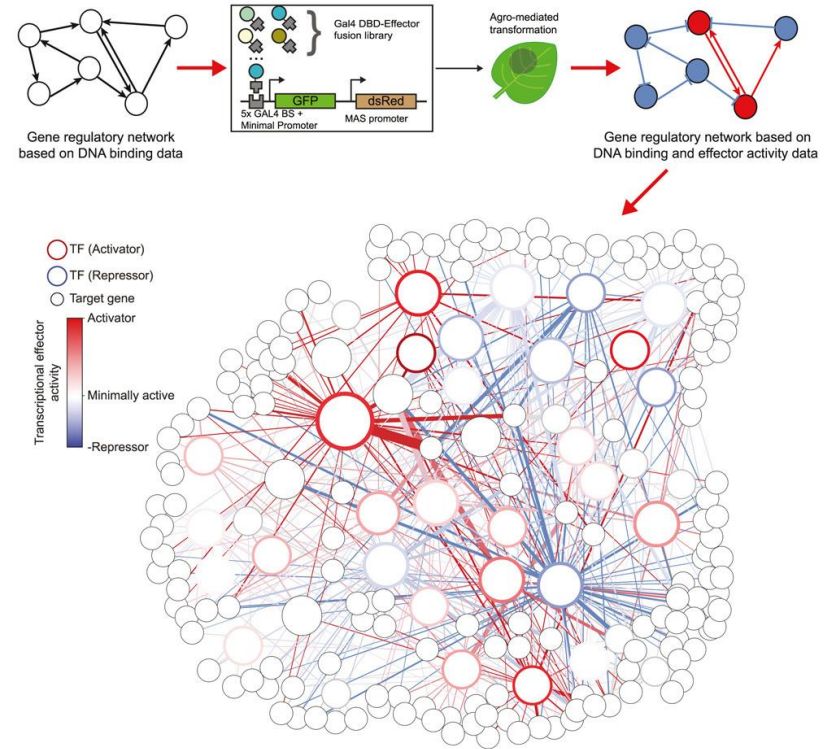 Gal4 DBD-Effector
fusion library
...
GFP
dsRed
5x GAL4 BS +
Minimal Promoter
MAS promoter
Agro-mediated
transformation
Gene regulatory network
based on DNA binding data
Gene regulatory network based on
DNA binding and effector activity data
TF (Activator)
TF (Repressor)
Target gene
Transcriptional effector
activity
Activator
Minimally active
-Repressor